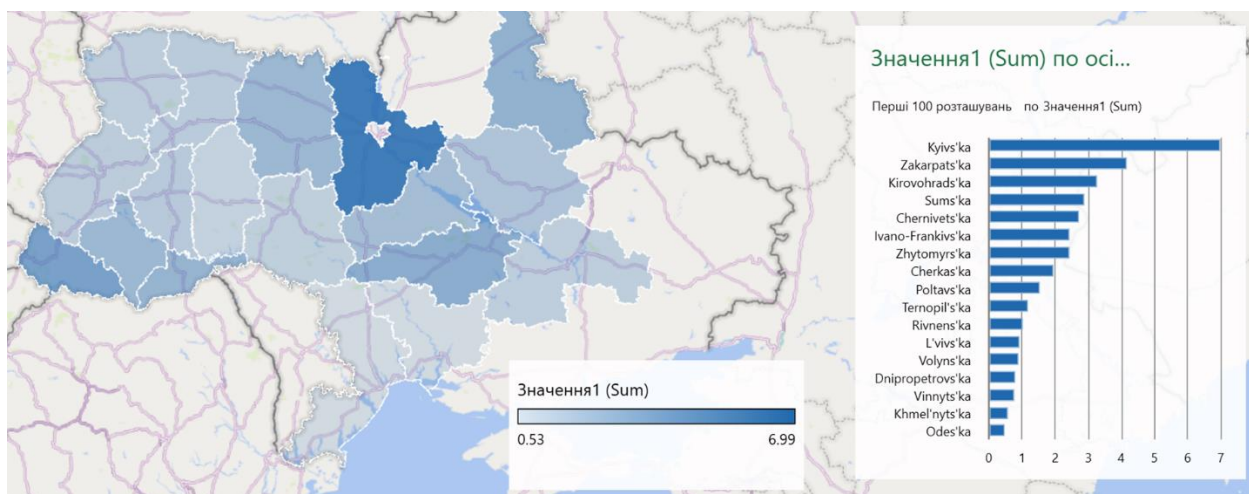 Значення1 (Sum) по осі...
Перші 100 розташувань по Значення1 (Sum)
Kyivs'ka
Zakarpats'ka
Kirovohrads'ka
Sums'ka
Chernivets'ka
Ivano-Frankivs'ka
Zhytomyrs'ka
Cherkas'ka
Poltavs'ka
Ternopil's'ka
Rivnens'ka
L'vivs'ka
Volyns'ka
Dnipropetrovs'ka
Vinnyts'ka
Khmel'nyts'ka
Odes'ka
0 1 2 3 4 5 6 7
Значення1 (Sum)
0.53 6.99